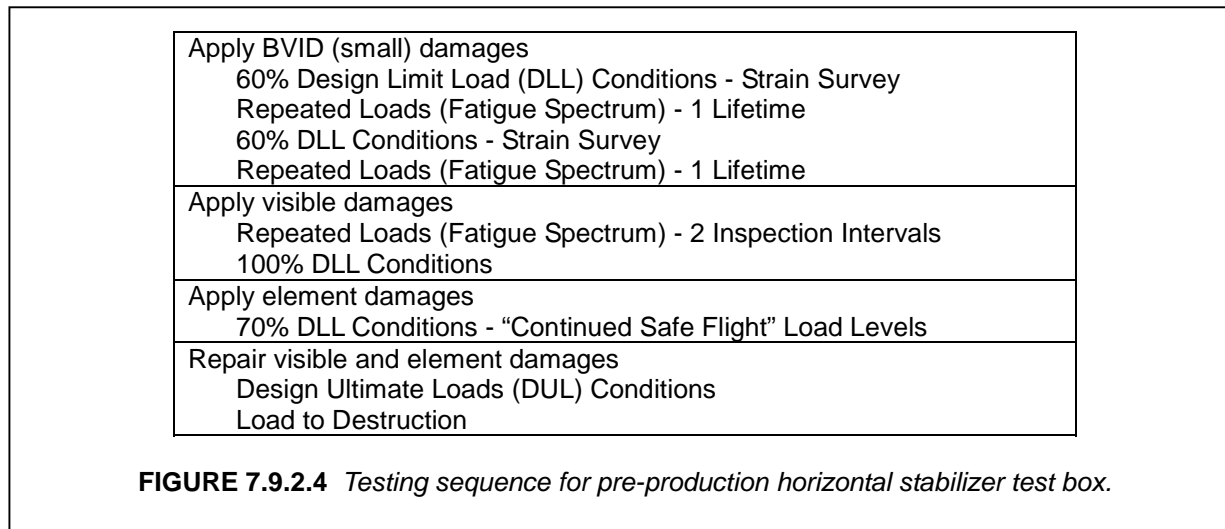 Apply BVID (small) damages
60% Design Limit Load (DLL) Conditions - Strain Survey
Repeated Loads (Fatigue Spectrum) - 1 Lifetime
60% DLL Conditions - Strain Survey
Repeated Loads (Fatigue Spectrum) - 1 Lifetime
Apply visible damages
Repeated Loads (Fatigue Spectrum) - 2 Inspection Intervals
100% DLL Conditions
Apply element damages
70% DLL Conditions - “Continued Safe Flight” Load Levels
Repair visible and element damages
Design Ultimate Loads (DUL) Conditions
Load to Destruction
FIGURE 7.9.2.4 Testing sequence for pre-production horizontal stabilizer test box.